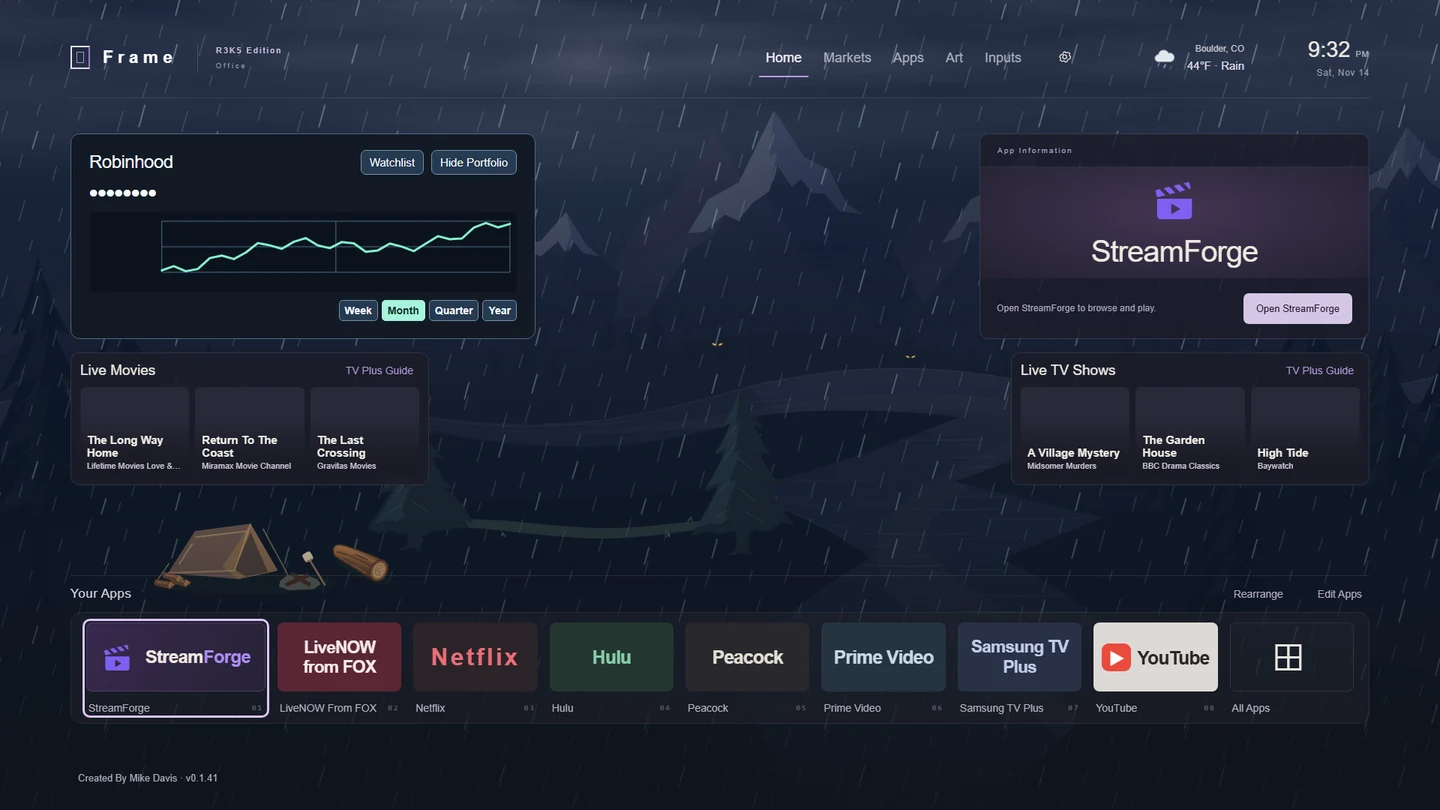 Frame
R3K5 Edition
Office
Home
Markets
Apps
Art
Inputs
Boulder, CO
44°F · Rain
9:32 PM
Sat, Nov 14
Robinhood
Watchlist
Hide Portfolio
Week
Month
Quarter
Year
App Information
StreamForge
Open StreamForge to browse and play.
Open StreamForge
Live Movies
TV Plus Guide
The Long Way
Home
Lifetime Movies Love &...
Return To The
Coast
Miramax Movie Channel
The Last
Crossing
Gravitas Movies
Live TV Shows
TV Plus Guide
A Village Mystery
Midsomer Murders
The Garden
House
BBC Drama Classics
High Tide
Baywatch
Your Apps
Rearrange
Edit Apps
StreamForge
StreamForge 01
LiveNOW
from FOX
LiveNOW From FOX 02
Netflix
Netflix 03
Hulu
Hulu 04
Peacock
Peacock 05
Prime Video
Prime Video 06
Samsung TV
Plus
Samsung TV Plus 07
YouTube
YouTube 08
All Apps
Created By Mike Davis · v0.1.41